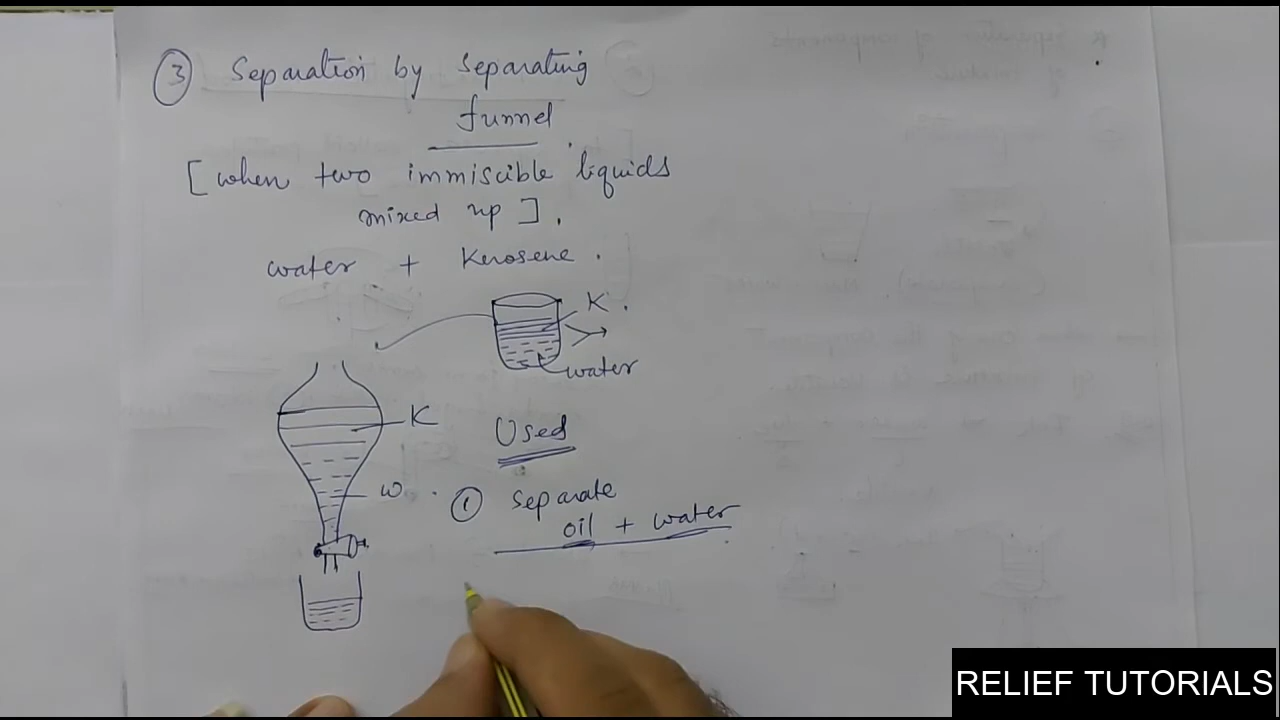 ③ Separation by separating
funnel
[when two immiscible liquids
mixed up].
water + Kerosene.
K.
water
K
Used
W.
① separate
oil + water
RELIEF TUTORIALS